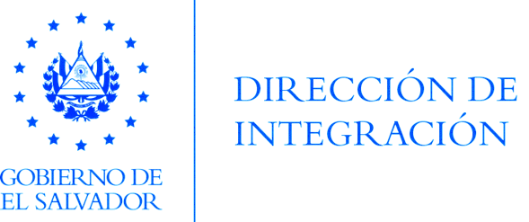 GOBIERNO DE
EL SALVADOR
DIRECCIÓN DE
INTEGRACIÓN